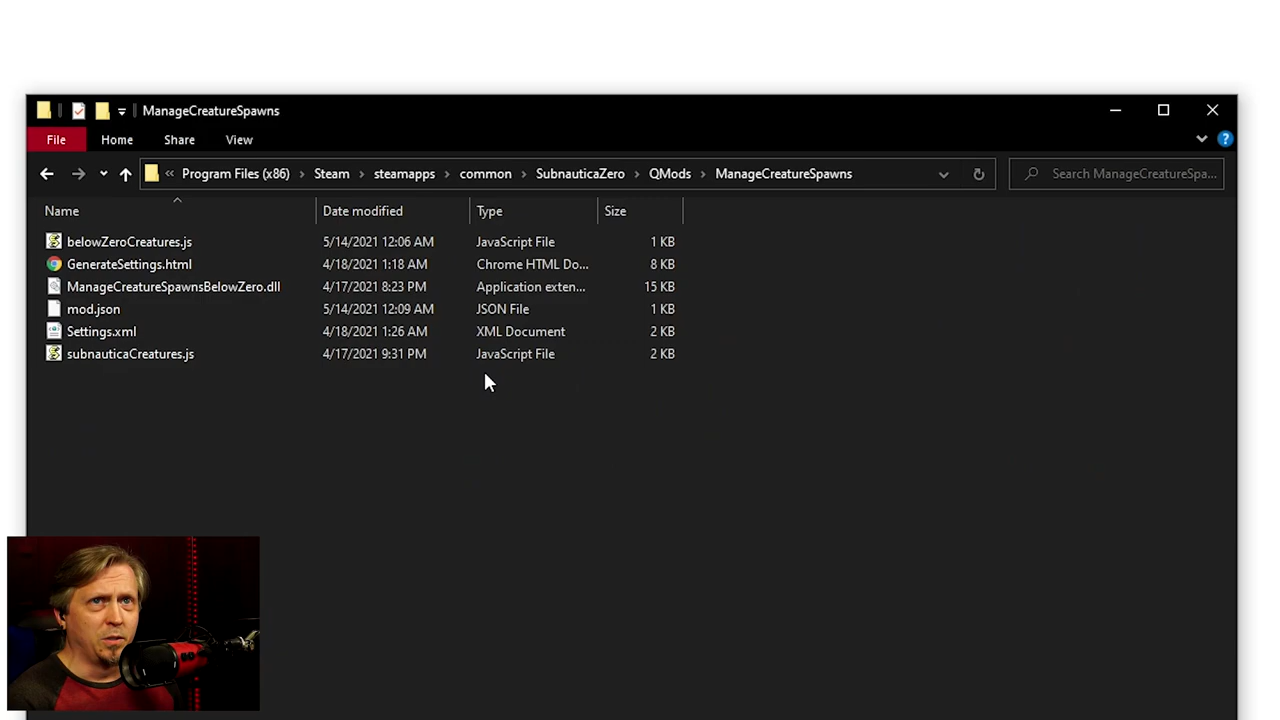 ManageCreatureSpawns
File Home Share View
« Program Files (x86) > Steam > steamapps > common > SubnauticaZero > QMods > ManageCreatureSpawns Search ManageCreatureSpa...
Name Date modified Type Size
belowZeroCreatures.js 5/14/2021 12:06 AM JavaScript File 1 KB
GenerateSettings.html 4/18/2021 1:18 AM Chrome HTML Do... 8 KB
ManageCreatureSpawnsBelowZero.dll 4/17/2021 8:23 PM Application exten... 15 KB
mod.json 5/14/2021 12:09 AM JSON File 1 KB
Settings.xml 4/18/2021 1:26 AM XML Document 2 KB
subnauticaCreatures.js 4/17/2021 9:31 PM JavaScript File 2 KB